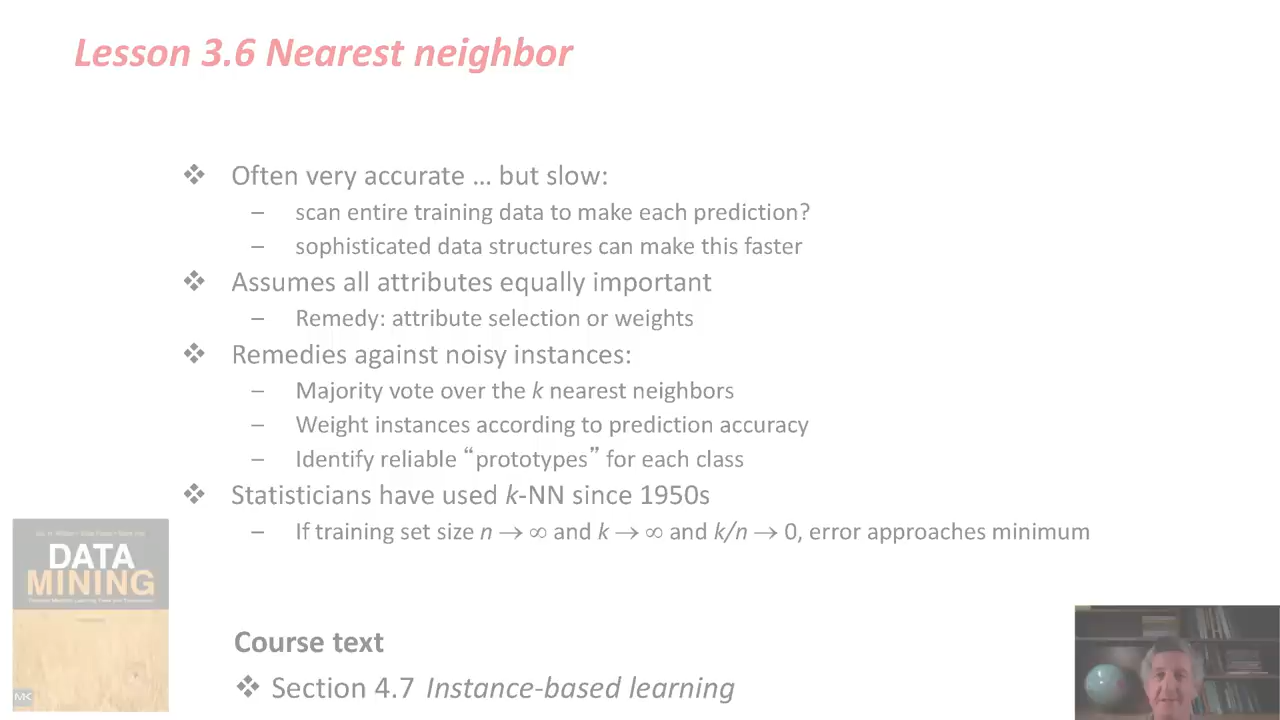 Lesson 3.6 Nearest neighbor
❖ Often very accurate … but slow:
– scan entire training data to make each prediction?
– sophisticated data structures can make this faster
❖ Assumes all attributes equally important
– Remedy: attribute selection or weights
❖ Remedies against noisy instances:
– Majority vote over the k nearest neighbors
– Weight instances according to prediction accuracy
– Identify reliable “prototypes” for each class
❖ Statisticians have used k-NN since 1950s
– If training set size n → ∞ and k → ∞ and k/n → 0, error approaches minimum
DATA
MINING
MK
Course text
❖ Section 4.7 Instance-based learning